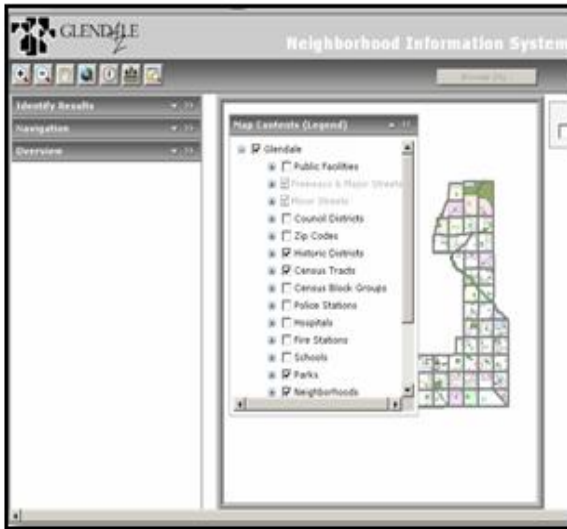 GLENDALE
Neighborhood Information System
Identify Results
Navigation
Overview
Map Contents (Legend)
Glendale
Public Facilities
Freeways & Major Streets
Minor Streets
Council Districts
Zip Codes
Historic Districts
Census Tracts
Census Block Groups
Police Stations
Hospitals
Fire Stations
Schools
Parks
Neighborhoods